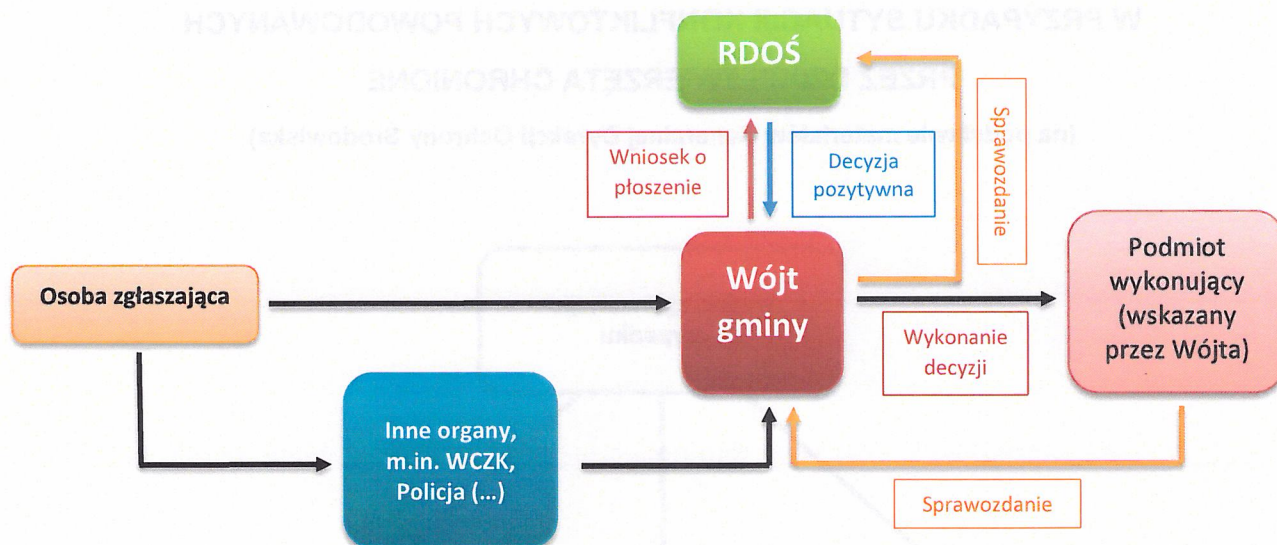 RDOŚ
Wniosek o
płoszenie
Decyzja
pozytywna
Sprawozdanie
Osoba zgłaszająca
Wójt
gminy
Wykonanie
decyzji
Podmiot
wykonujący
(wskazany
przez Wójta)
Inne organy,
m.in. WCZK,
Policja (...)
Sprawozdanie